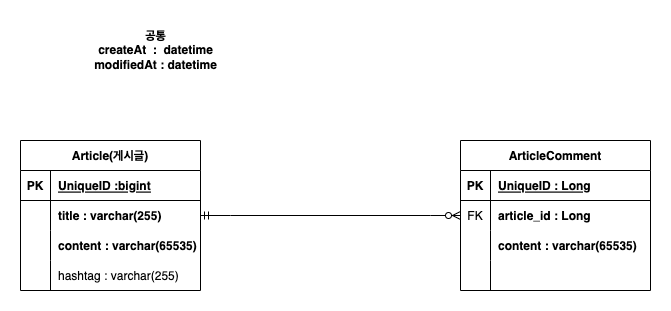 공통
createAt : datetime
modifiedAt : datetime
Article(게시글)
PK UniqueID :bigint
title : varchar(255)
content : varchar(65535)
hashtag : varchar(255)
ArticleComment
PK UniqueID : Long
FK article_id : Long
content : varchar(65535)